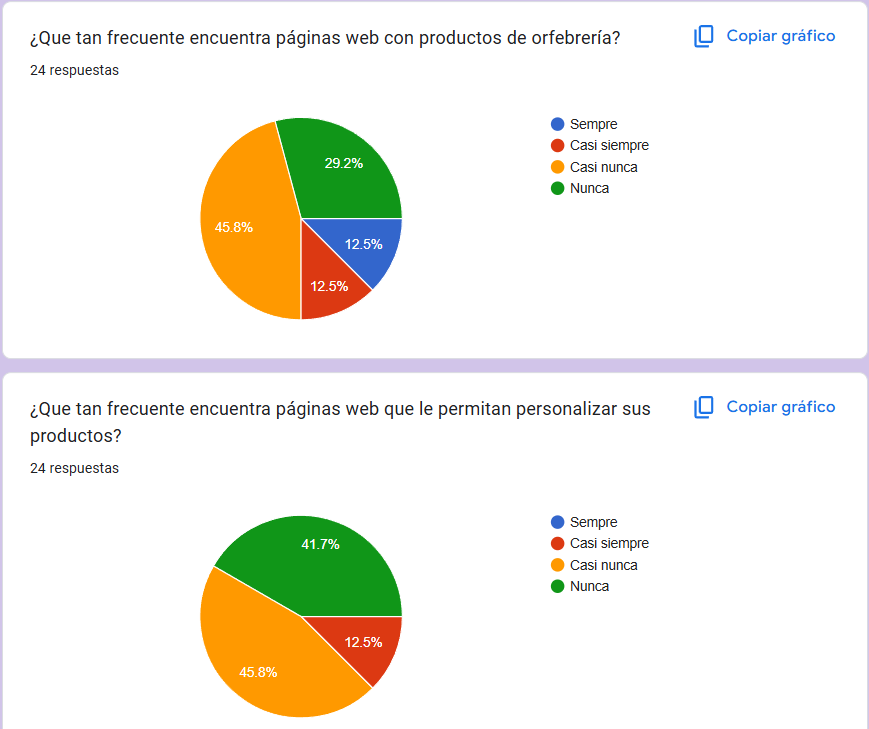 ¿Que tan frecuente encuentra páginas web con productos de orfebrería?
Copiar gráfico
24 respuestas
Sempre
Casi siempre
Casi nunca
Nunca
29.2%
45.8%
12.5%
12.5%
¿Que tan frecuente encuentra páginas web que le permitan personalizar sus
productos?
Copiar gráfico
24 respuestas
Sempre
Casi siempre
Casi nunca
Nunca
41.7%
12.5%
45.8%